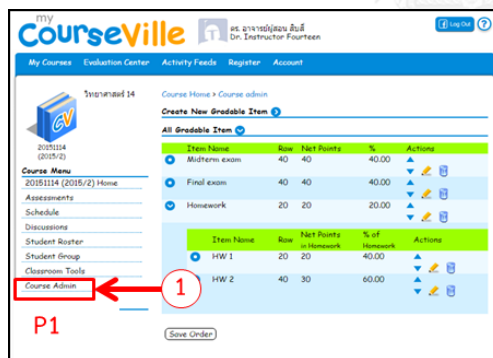 my
CourseVille
ดร. อาจารย์ผู้สอน สิบสี่
Dr. Instructor Fourteen
Log Out
?
My Courses Evaluation Center Activity Feeds Register Account
วิทยาศาสตร์ 14
CV
20151114
(2015/2)
Course Menu
20151114 (2015/2) Home
Assessments
Schedule
Discussions
Student Roster
Student Group
Classroom Tools
Course Admin
1
P1
Course Home > Course admin
Create New Gradable Item
All Gradable Item
Item Name Raw Net Points % Actions
Midterm exam 40 40 40.00
Final exam 40 40 40.00
Homework 20 20 20.00
Item Name Raw Net Points in Homework % of Homework Actions
HW 1 20 20 40.00
HW 2 40 30 60.00
Save Order